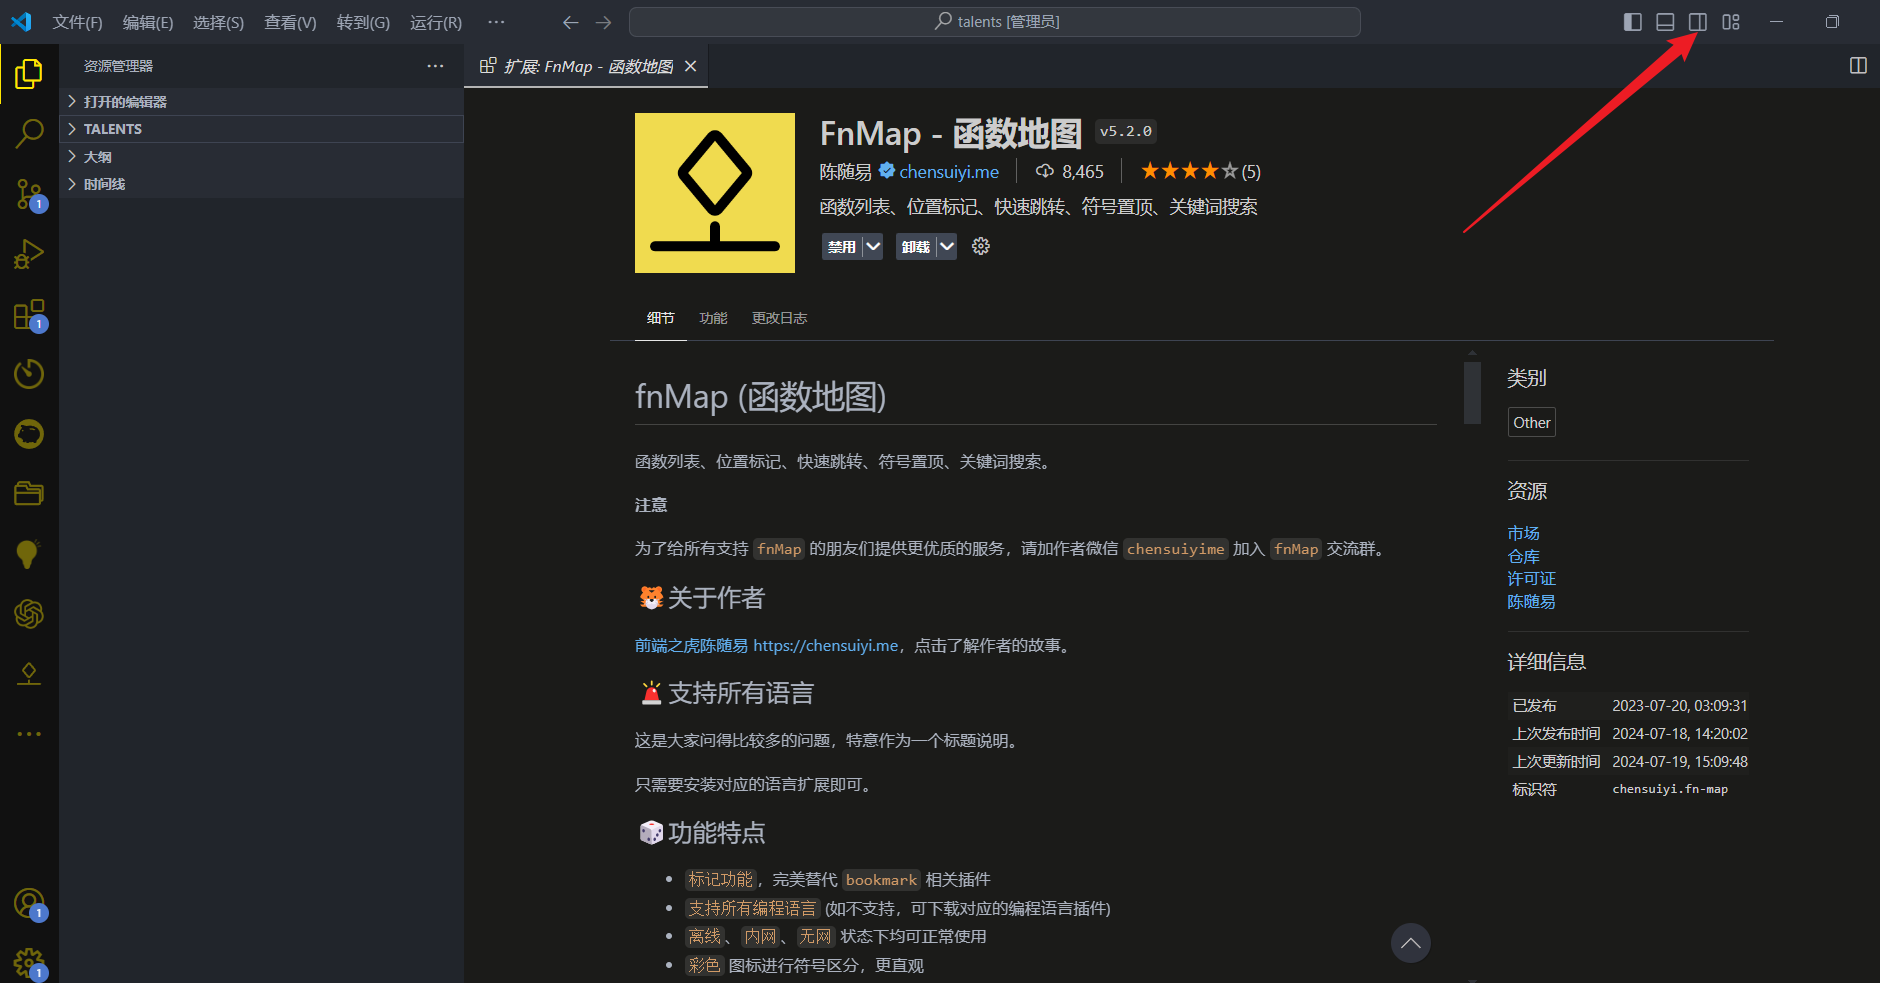 文件(F) 编辑(E) 选择(S) 查看(V) 转到(G) 运行(R) ··· talents [管理员]
资源管理器 ···
打开的编辑器
TALENTS
大纲
时间线
扩展: FnMap - 函数地图
FnMap - 函数地图 v5.2.0
陈随易 chensuiyi.me 8,465 (5)
函数列表、位置标记、快速跳转、符号置顶、关键词搜索
禁用 卸载
细节 功能 更改日志
fnMap (函数地图)
函数列表、位置标记、快速跳转、符号置顶、关键词搜索。
注意
为了给所有支持 fnMap 的朋友们提供更优质的服务，请加作者微信 chensuiyime 加入 fnMap 交流群。
🐯关于作者
前端之虎陈随易 https://chensuiyi.me，点击了解作者的故事。
🚨支持所有语言
这是大家问得比较多的问题，特意作为一个标题说明。
只需要安装对应的语言扩展即可。
🎲功能特点
• 标记功能，完美替代 bookmark 相关插件
• 支持所有编程语言 (如不支持，可下载对应的编程语言插件)
• 离线、内网、无网 状态下均可正常使用
• 彩色 图标进行符号区分，更直观
类别
Other
资源
市场
仓库
许可证
陈随易
详细信息
已发布 2023-07-20, 03:09:31
上次发布时间 2024-07-18, 14:20:02
上次更新时间 2024-07-19, 15:09:48
标识符 chensuiyi.fn-map
1
1
1
1